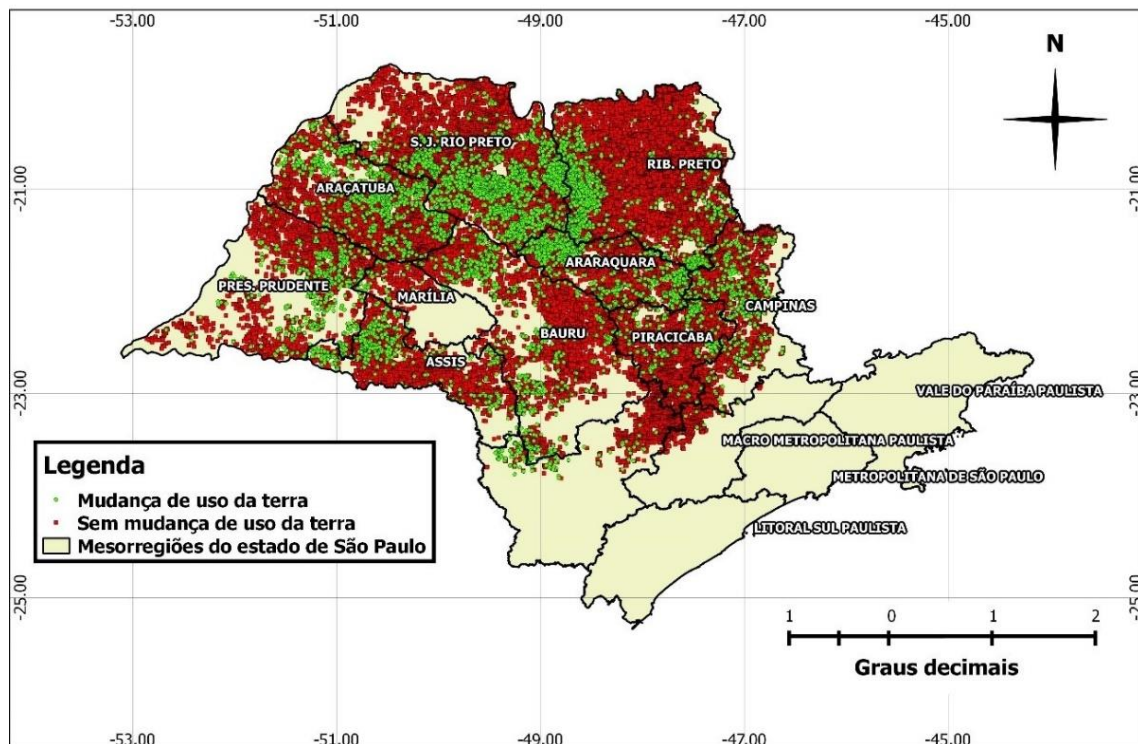 -53.00 -51.00 -49.00 -47.00 -45.00
N
S. J. RIO PRETO
RIB. PRETO
-21.00 -21.00
ARAÇATUBA
ARARAQUARA
PRES. PRUDENTE
MARÍLIA
CAMPINAS
BAURU
PIRACICABA
ASSIS
-23.00 -23.00
VALE DO PARAÍBA PAULISTA
MACRO METROPOLITANA PAULISTA
METROPOLITANA DE SÃO PAULO
LITORAL SUL PAULISTA
Legenda
Mudança de uso da terra
Sem mudança de uso da terra
Mesorregiões do estado de São Paulo
-25.00 -25.00
1 0 1 2
Graus decimais
-53.00 -51.00 -49.00 -47.00 -45.00